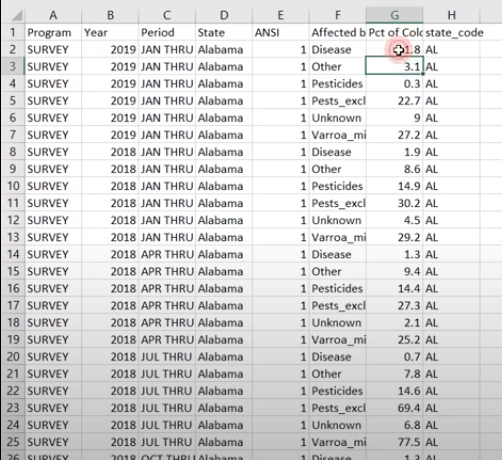 A B C D E F G H
1 Program Year Period State ANSI Affected b Pct of Colo state_code
2 SURVEY 2019 JAN THRU Alabama 1 Disease 1.8 AL
3 SURVEY 2019 JAN THRU Alabama 1 Other 3.1 AL
4 SURVEY 2019 JAN THRU Alabama 1 Pesticides 0.3 AL
5 SURVEY 2019 JAN THRU Alabama 1 Pests_excl 22.7 AL
6 SURVEY 2019 JAN THRU Alabama 1 Unknown 9 AL
7 SURVEY 2019 JAN THRU Alabama 1 Varroa_mi 27.2 AL
8 SURVEY 2018 JAN THRU Alabama 1 Disease 1.9 AL
9 SURVEY 2018 JAN THRU Alabama 1 Other 8.6 AL
10 SURVEY 2018 JAN THRU Alabama 1 Pesticides 14.9 AL
11 SURVEY 2018 JAN THRU Alabama 1 Pests_excl 30.2 AL
12 SURVEY 2018 JAN THRU Alabama 1 Unknown 4.5 AL
13 SURVEY 2018 JAN THRU Alabama 1 Varroa_mi 29.2 AL
14 SURVEY 2018 APR THRU Alabama 1 Disease 1.3 AL
15 SURVEY 2018 APR THRU Alabama 1 Other 9.4 AL
16 SURVEY 2018 APR THRU Alabama 1 Pesticides 14.4 AL
17 SURVEY 2018 APR THRU Alabama 1 Pests_excl 27.3 AL
18 SURVEY 2018 APR THRU Alabama 1 Unknown 2.1 AL
19 SURVEY 2018 APR THRU Alabama 1 Varroa_mi 25.2 AL
20 SURVEY 2018 JUL THRU Alabama 1 Disease 0.7 AL
21 SURVEY 2018 JUL THRU Alabama 1 Other 7.8 AL
22 SURVEY 2018 JUL THRU Alabama 1 Pesticides 14.6 AL
23 SURVEY 2018 JUL THRU Alabama 1 Pests_excl 69.4 AL
24 SURVEY 2018 JUL THRU Alabama 1 Unknown 6.8 AL
25 SURVEY 2018 JUL THRU Alabama 1 Varroa_mi 77.5 AL
26 SURVEY 2018 OCT THRU Alabama 1 Disease 1.3 AL